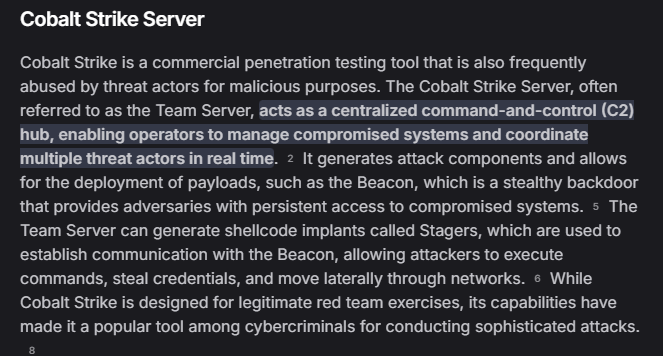 Cobalt Strike Server
Cobalt Strike is a commercial penetration testing tool that is also frequently
abused by threat actors for malicious purposes. The Cobalt Strike Server, often
referred to as the Team Server, acts as a centralized command-and-control (C2)
hub, enabling operators to manage compromised systems and coordinate
multiple threat actors in real time. 2 It generates attack components and allows
for the deployment of payloads, such as the Beacon, which is a stealthy backdoor
that provides adversaries with persistent access to compromised systems. 5 The
Team Server can generate shellcode implants called Stagers, which are used to
establish communication with the Beacon, allowing attackers to execute
commands, steal credentials, and move laterally through networks. 6 While
Cobalt Strike is designed for legitimate red team exercises, its capabilities have
made it a popular tool among cybercriminals for conducting sophisticated attacks.
8